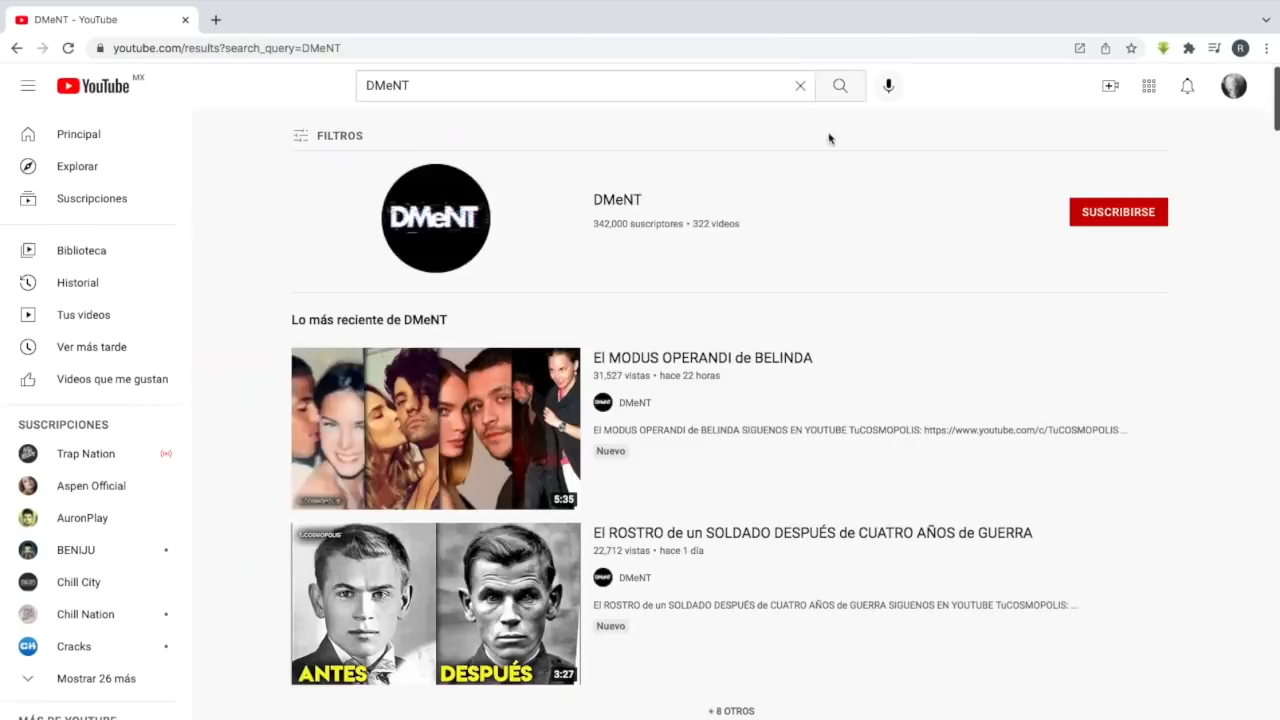 DMeNT - YouTube
youtube.com/results?search_query=DMeNT
R
YouTube MX
DMeNT
Principal
Explorar
Suscripciones
Biblioteca
Historial
Tus videos
Ver más tarde
Videos que me gustan
SUSCRIPCIONES
Trap Nation
Aspen Official
AuronPlay
BENIJU
Chill City
Chill Nation
Cracks
Mostrar 26 más
MÁS DE YOUTUBE
FILTROS
DMeNT
DMeNT
342,000 suscriptores • 322 videos
SUSCRIBIRSE
Lo más reciente de DMeNT
TuCOSMOPOLIS
5:35
El MODUS OPERANDI de BELINDA
31,527 vistas • hace 22 horas
DMeNT
El MODUS OPERANDI de BELINDA SIGUENOS EN YOUTUBE TuCOSMOPOLIS: https://www.youtube.com/c/TuCOSMOPOLIS ...
Nuevo
TuCOSMOPOLIS
ANTES
DESPUÉS
3:27
El ROSTRO de un SOLDADO DESPUÉS de CUATRO AÑOS de GUERRA
22,712 vistas • hace 1 día
DMeNT
El ROSTRO de un SOLDADO DESPUÉS de CUATRO AÑOS de GUERRA SIGUENOS EN YOUTUBE TuCOSMOPOLIS: ...
Nuevo
+ 8 OTROS